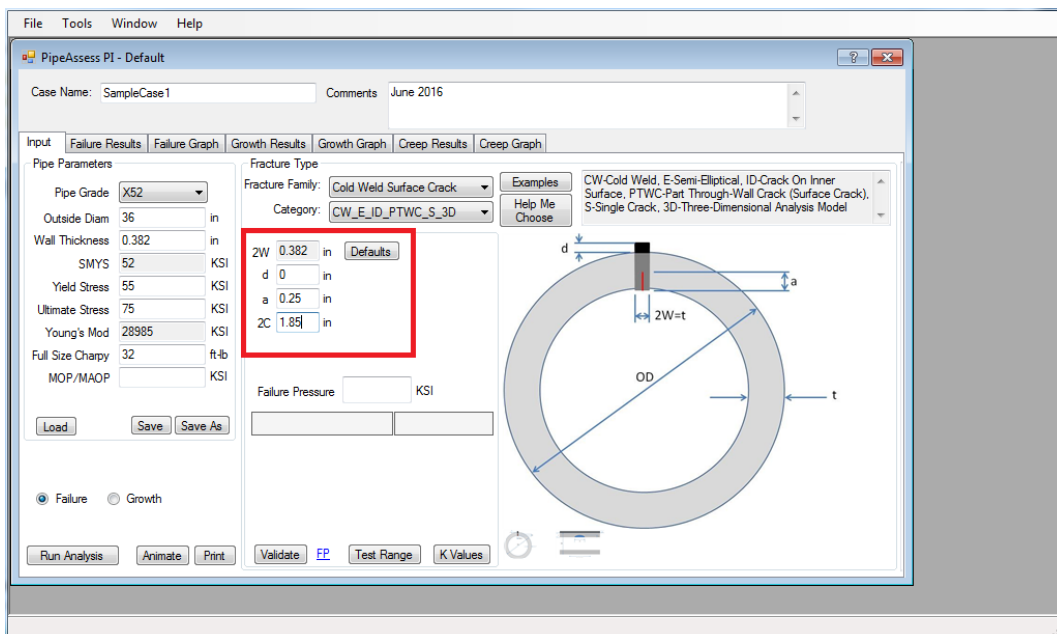 File Tools Window Help
PipeAssess PI - Default
Case Name: SampleCase1 Comments June 2016
Input Failure Results Failure Graph Growth Results Growth Graph Creep Results Creep Graph
Pipe Parameters
Pipe Grade X52
Outside Diam 36 in
Wall Thickness 0.382 in
SMYS 52 KSI
Yield Stress 55 KSI
Ultimate Stress 75 KSI
Young's Mod 28985 KSI
Full Size Charpy 32 ft-lb
MOP/MAOP KSI
Load Save Save As
Failure Growth
Run Analysis Animate Print
Fracture Type
Fracture Family: Cold Weld Surface Crack Examples
Category: CW_E_ID_PTWC_S_3D Help Me
Choose
CW-Cold Weld, E-Semi-Elliptical, ID-Crack On Inner
Surface, PTWC-Part Through-Wall Crack (Surface Crack),
S-Single Crack, 3D-Three-Dimensional Analysis Model
2W 0.382 in Defaults
d 0 in
a 0.25 in
2C 1.85 in
Failure Pressure KSI
Validate FP Test Range K Values
d
a
2W=t
OD
t